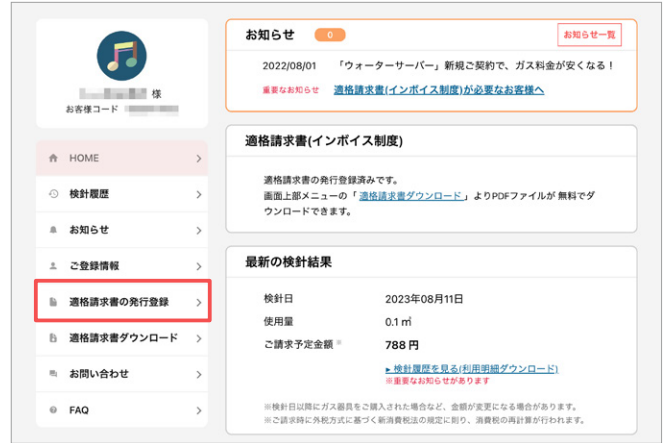 様
お客様コード
HOME
検針履歴
お知らせ
ご登録情報
適格請求書の発行登録
適格請求書ダウンロード
お問い合わせ
FAQ
お知らせ 0 お知らせ一覧
2022/08/01 「ウォーターサーバー」新規ご契約で、ガス料金が安くなる！
重要なお知らせ 適格請求書(インボイス制度)が必要なお客様へ
適格請求書(インボイス制度)
適格請求書の発行登録済みです。
画面上部メニューの「 適格請求書ダウンロード 」よりPDFファイルが 無料でダ
ウンロードできます。
最新の検針結果
検針日 2023年08月11日
使用量 0.1 ㎥
ご請求予定金額※ 788 円
▸ 検針履歴を見る(利用明細ダウンロード)
※重要なお知らせがあります
※検針日以降にガス器具をご購入された場合など、金額が変更になる場合があります。
※ご請求時に外税方式に基づく新消費税法の規定に則り、消費税の再計算が行われます。